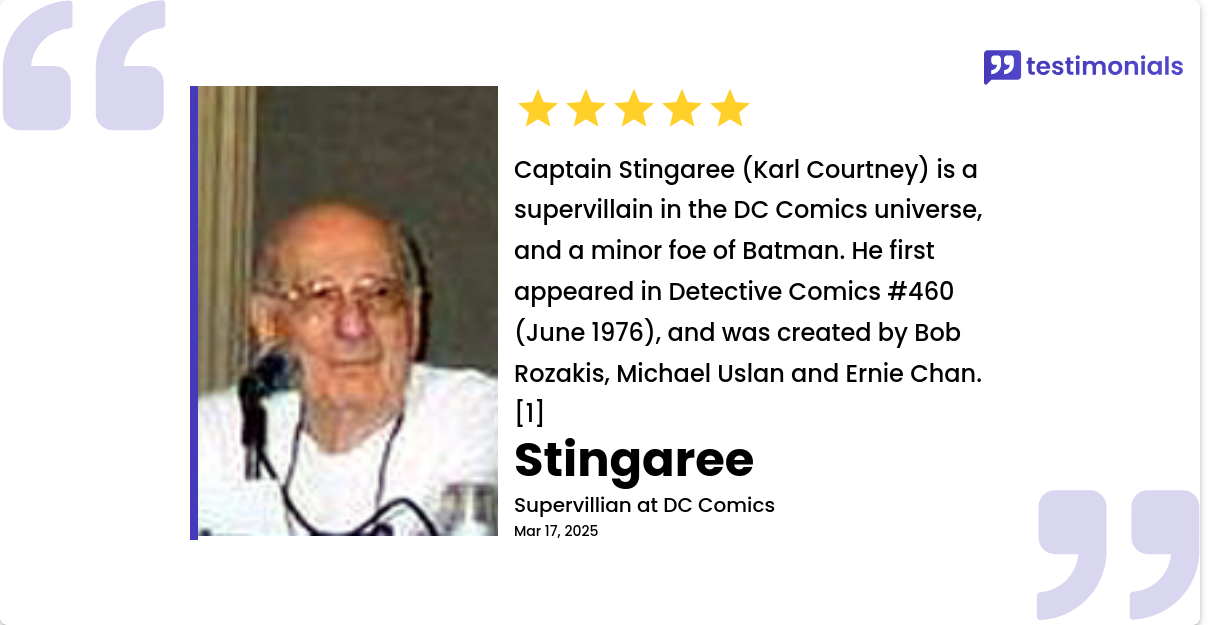 testimonials
Captain Stingaree (Karl Courtney) is a
supervillain in the DC Comics universe,
and a minor foe of Batman. He first
appeared in Detective Comics #460
(June 1976), and was created by Bob
Rozakis, Michael Uslan and Ernie Chan.
[1]
Stingaree
Supervillian at DC Comics
Mar 17, 2025